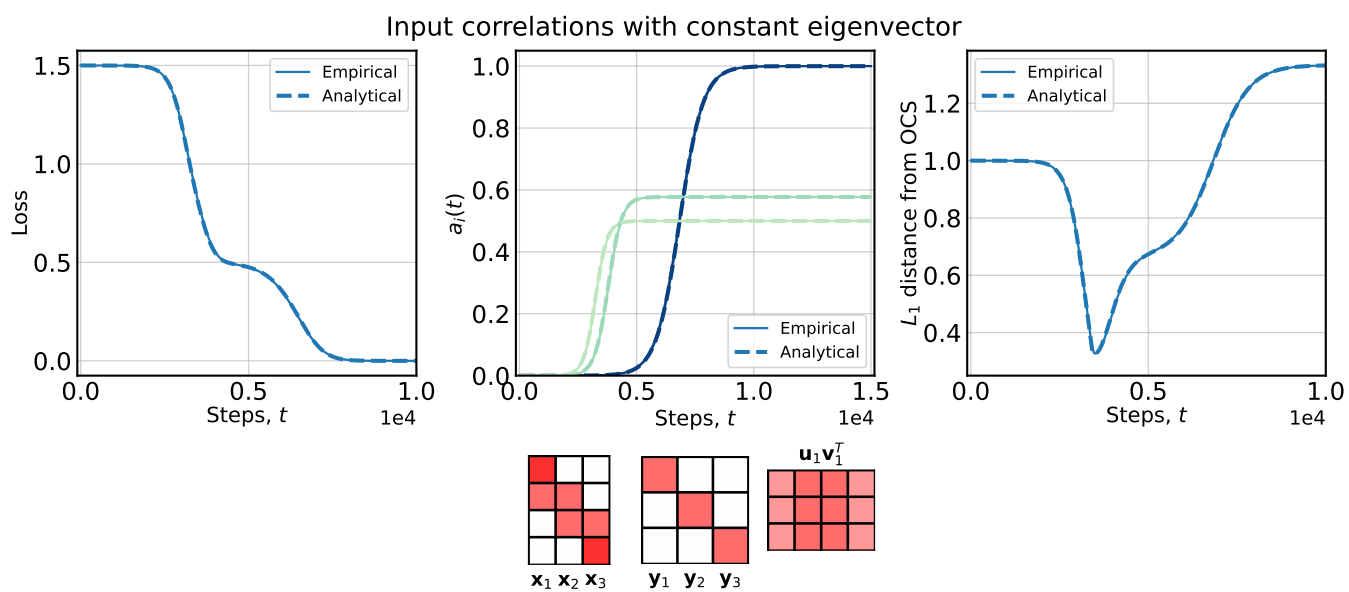 Input correlations with constant eigenvector
Loss
1.5
1.0
0.5
0.0
Empirical
Analytical
0.0
0.5
1.0
Steps, t
1e4
a_i(t)
1.0
0.8
0.6
0.4
0.2
0.0
Empirical
Analytical
0.0
0.5
1.0
1.5
Steps, t
1e4
L_1 distance from OCS
1.2
1.0
0.8
0.6
0.4
Empirical
Analytical
0.0
0.5
1.0
Steps, t
1e4
u_1v_1^T
x_1 x_2 x_3
y_1 y_2 y_3